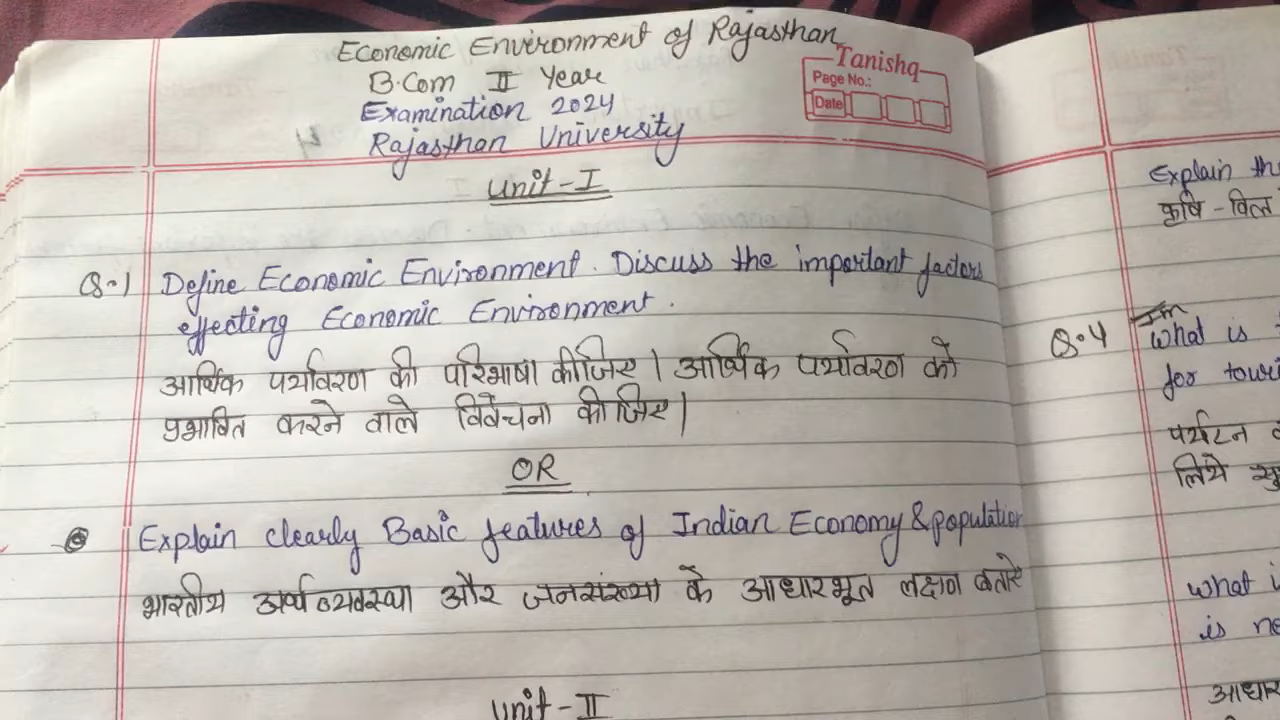 Economic Environment of Rajasthan
B.Com II Year
Examination 2024
Rajasthan University
Tanishq
Page No.:
Date
Unit-I
Q.1 Define Economic Environment. Discuss the important factors
effecting Economic Environment.
आर्थिक पर्यावरण की परिभाषा कीजिए। आर्थिक पर्यावरण को
प्रभावित करने वाले विवेचना कीजिए।
OR
Explain clearly Basic features of Indian Economy & population
भारतीय अर्थव्यवस्था और जनसंख्या के आधारभूत लक्षण बताऐ
Unit-II
Explain the
कृषि-वित्त
Q.4 What is
for touri
पर्यटन
लिये सु
what i
is ne
आधार